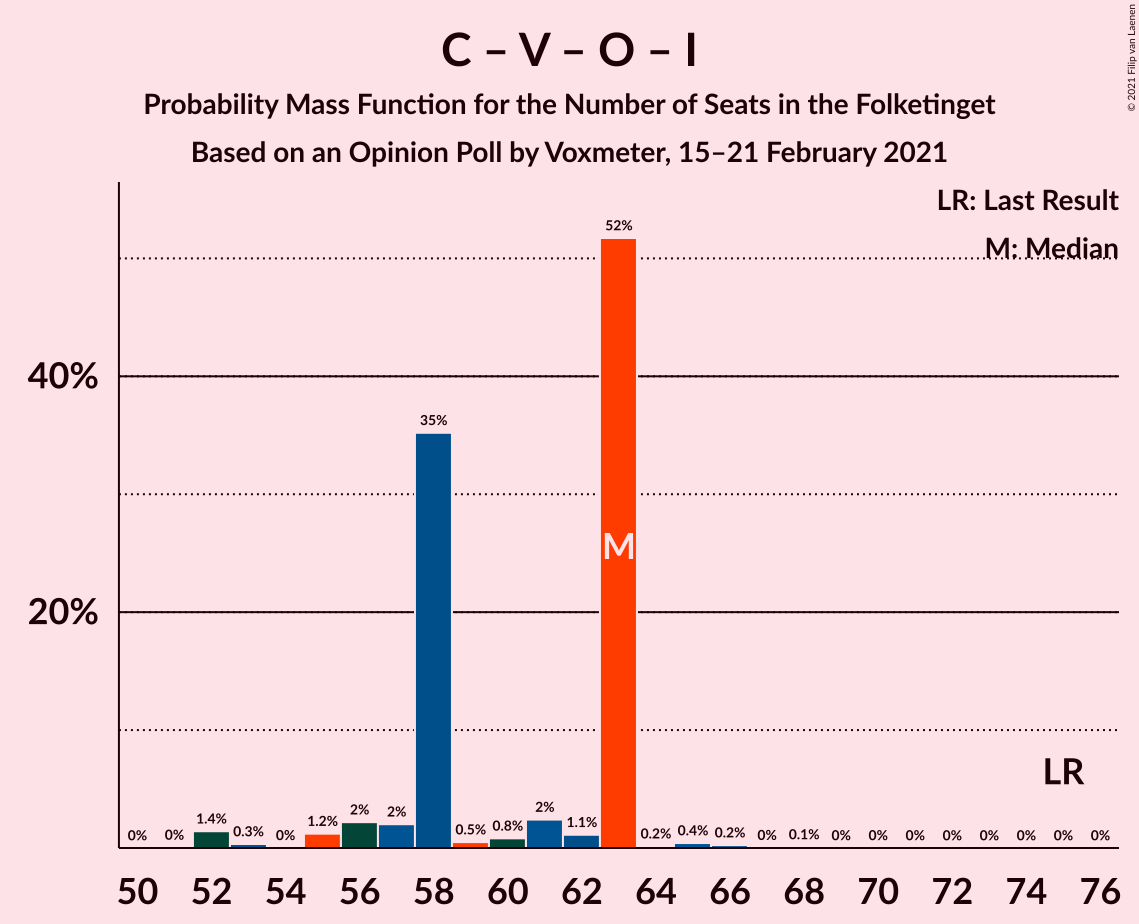 C – V – O – I
Probability Mass Function for the Number of Seats in the Folketinget
Based on an Opinion Poll by Voxmeter, 15–21 February 2021
© 2021 Filip van Laenen
LR: Last Result
M: Median
40%
20%
0% 0% 1.4% 0.3% 0% 1.2% 2% 2% 35% 0.5% 0.8% 2% 1.1% 52% 0.2% 0.4% 0.2% 0% 0.1% 0% 0% 0% 0% 0% 0% 0% 0%
M
LR
50 52 54 56 58 60 62 64 66 68 70 72 74 76